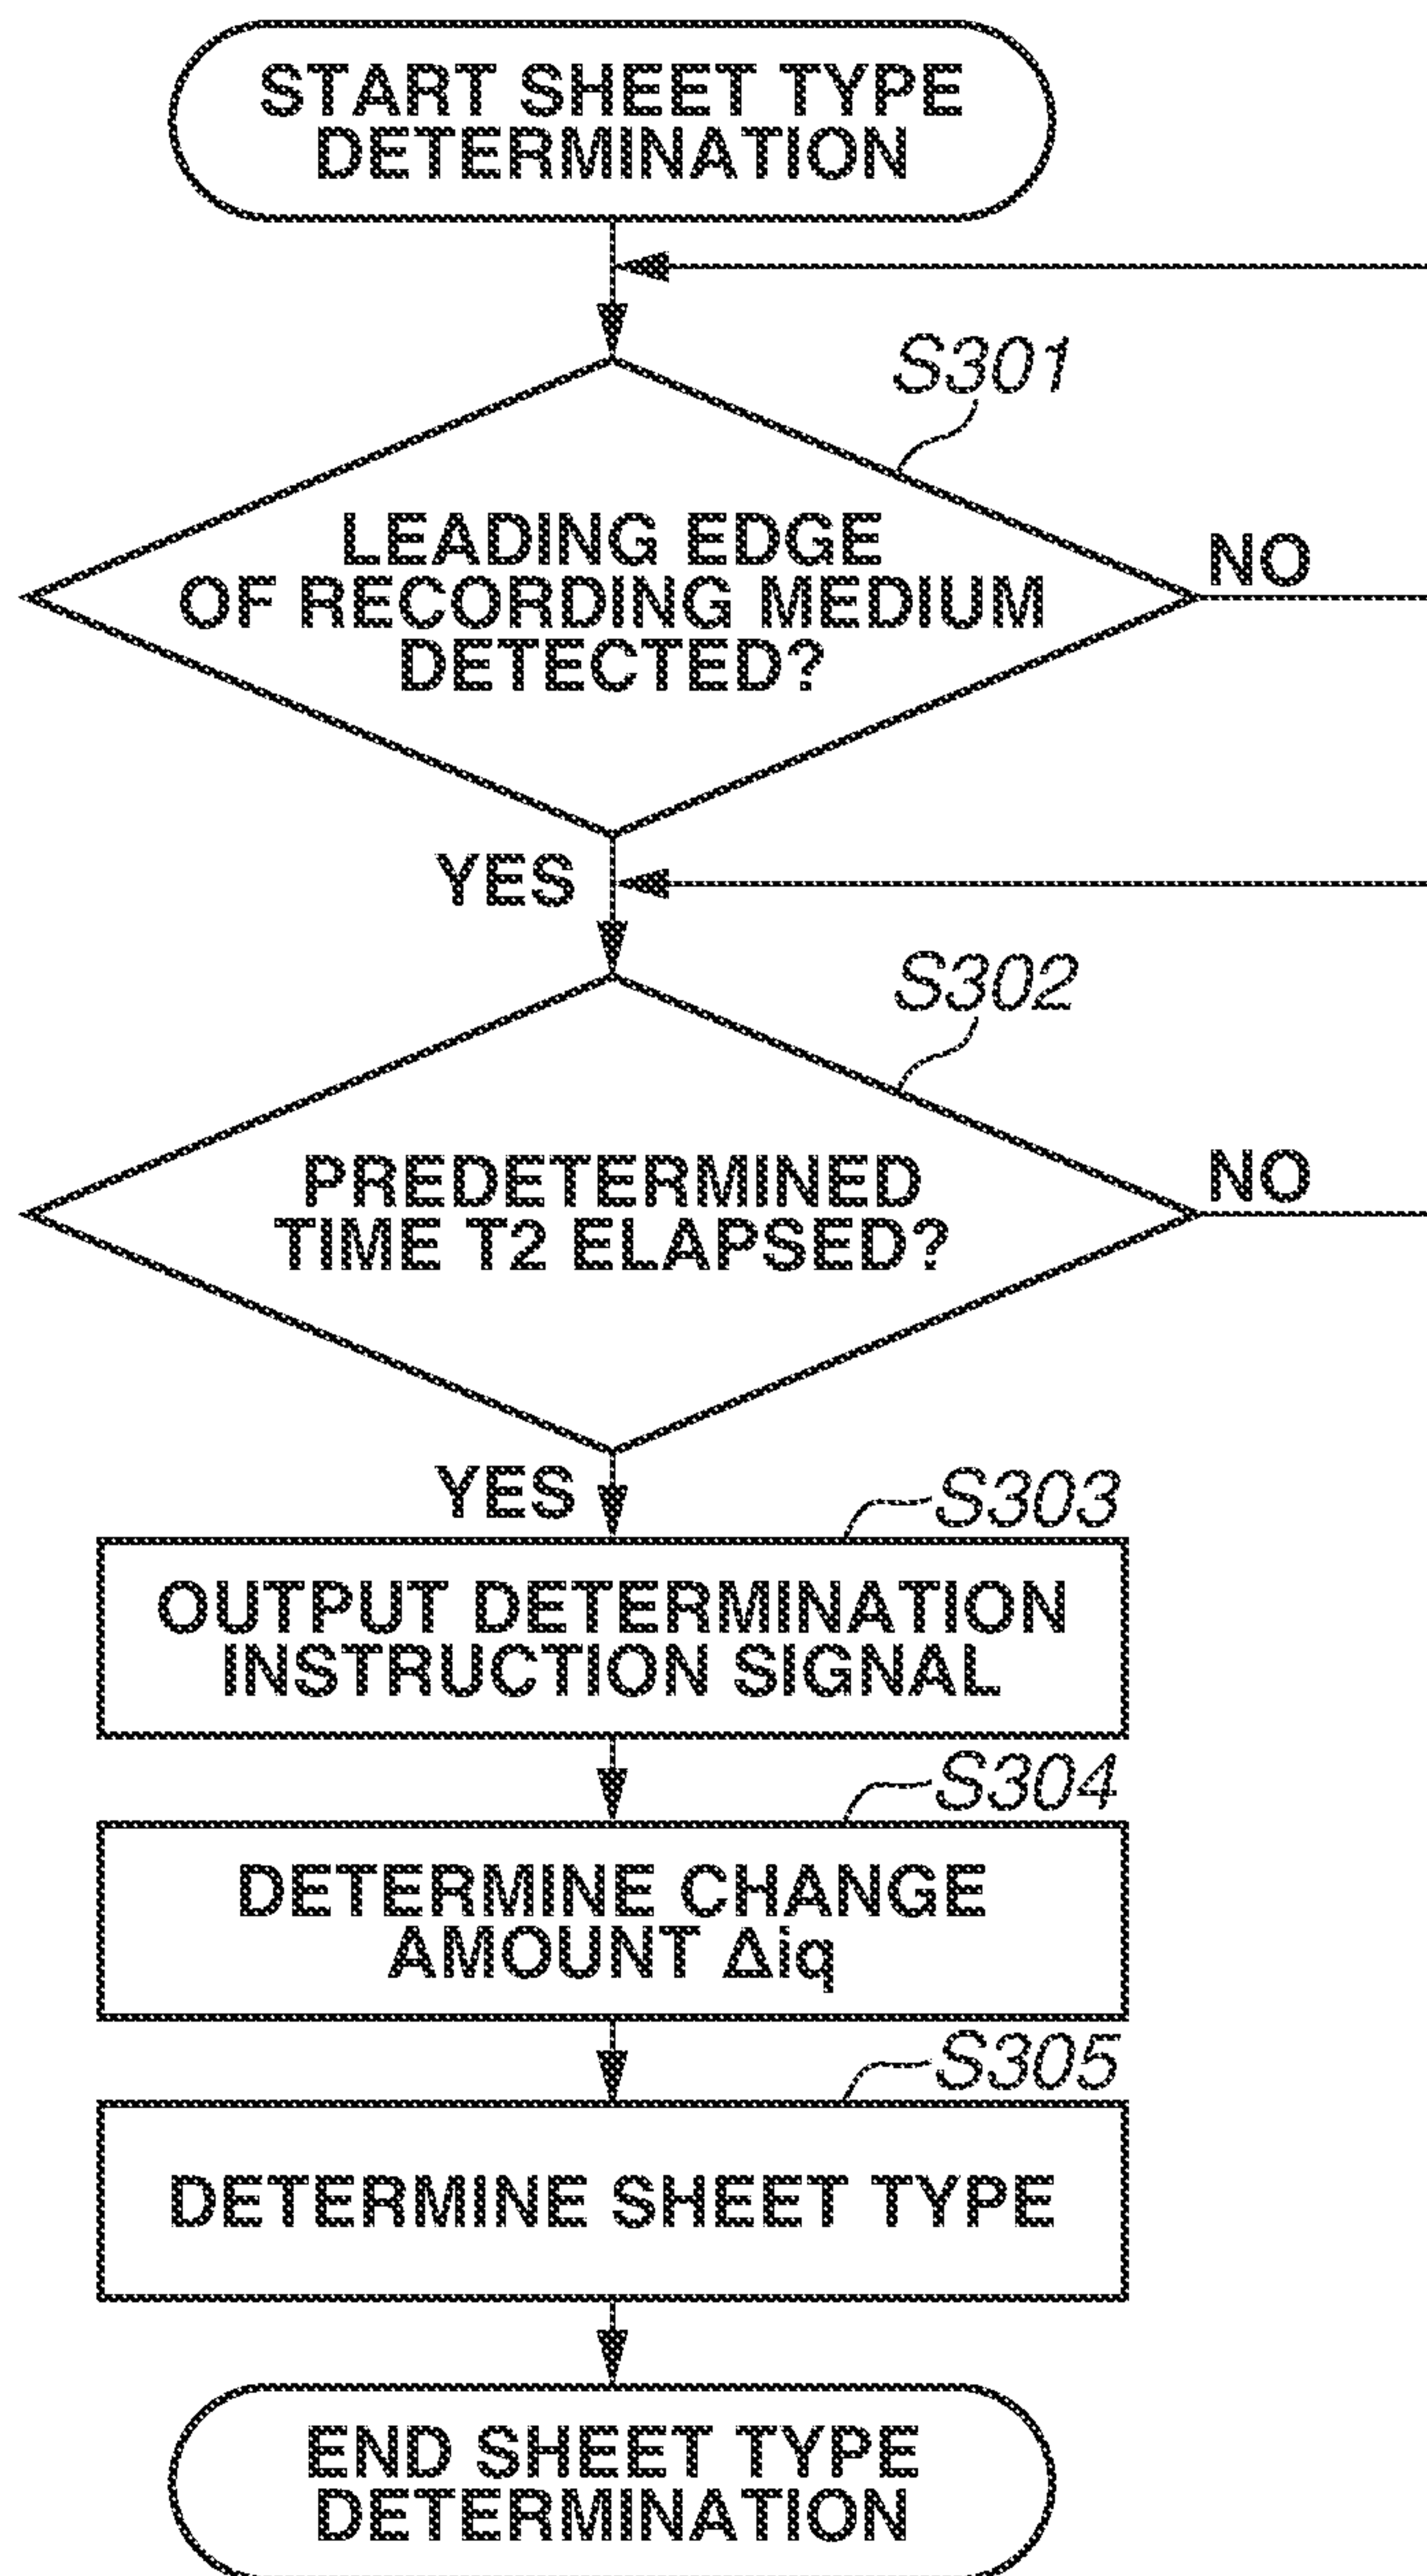 START SHEET TYPE
DETERMINATION
S301
LEADING EDGE
OF RECORDING MEDIUM
DETECTED?
NO
YES
S302
PREDETERMINED
TIME T2 ELAPSED?
NO
YES
S303
OUTPUT DETERMINATION
INSTRUCTION SIGNAL
S304
DETERMINE CHANGE
AMOUNT Δiq
S305
DETERMINE SHEET TYPE
END SHEET TYPE
DETERMINATION